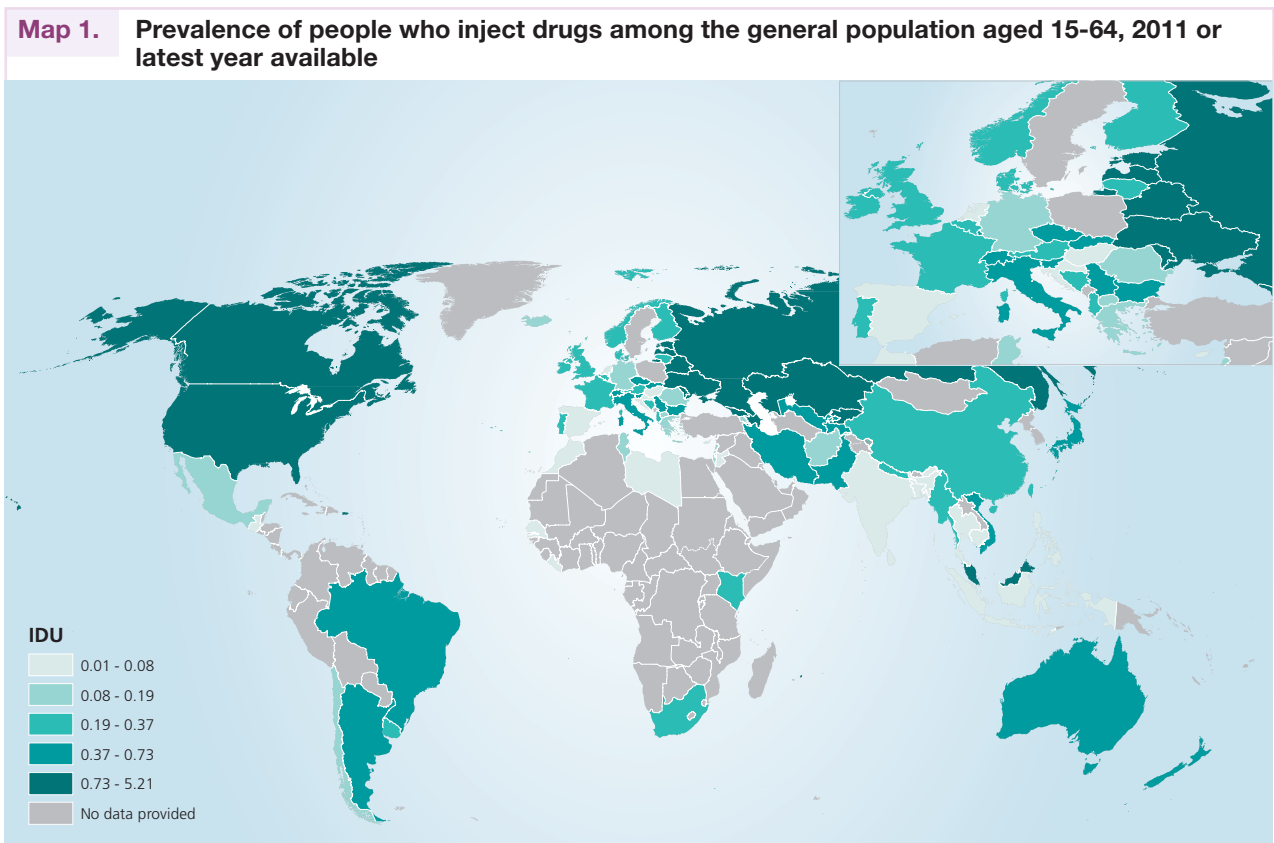 Map 1. Prevalence of people who inject drugs among the general population aged 15-64, 2011 or
latest year available
IDU
0.01 - 0.08
0.08 - 0.19
0.19 - 0.37
0.37 - 0.73
0.73 - 5.21
No data provided